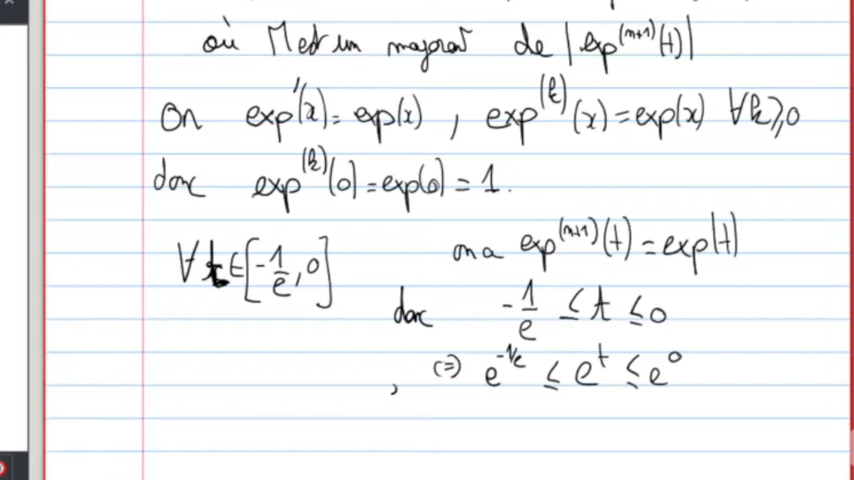 où M est un majorant de |exp^(n+1)(t)|
On exp'(x) = exp(x) , exp^(k)(x) = exp(x) ∀k≥0
donc exp^(k)(0) = exp(0) = 1.
∀t∈[-1/e, 0] on a exp^(n+1)(t) = exp(t)
donc -1/e ≤ t ≤ 0
, (=) e^(-1/e) ≤ e^t ≤ e^0